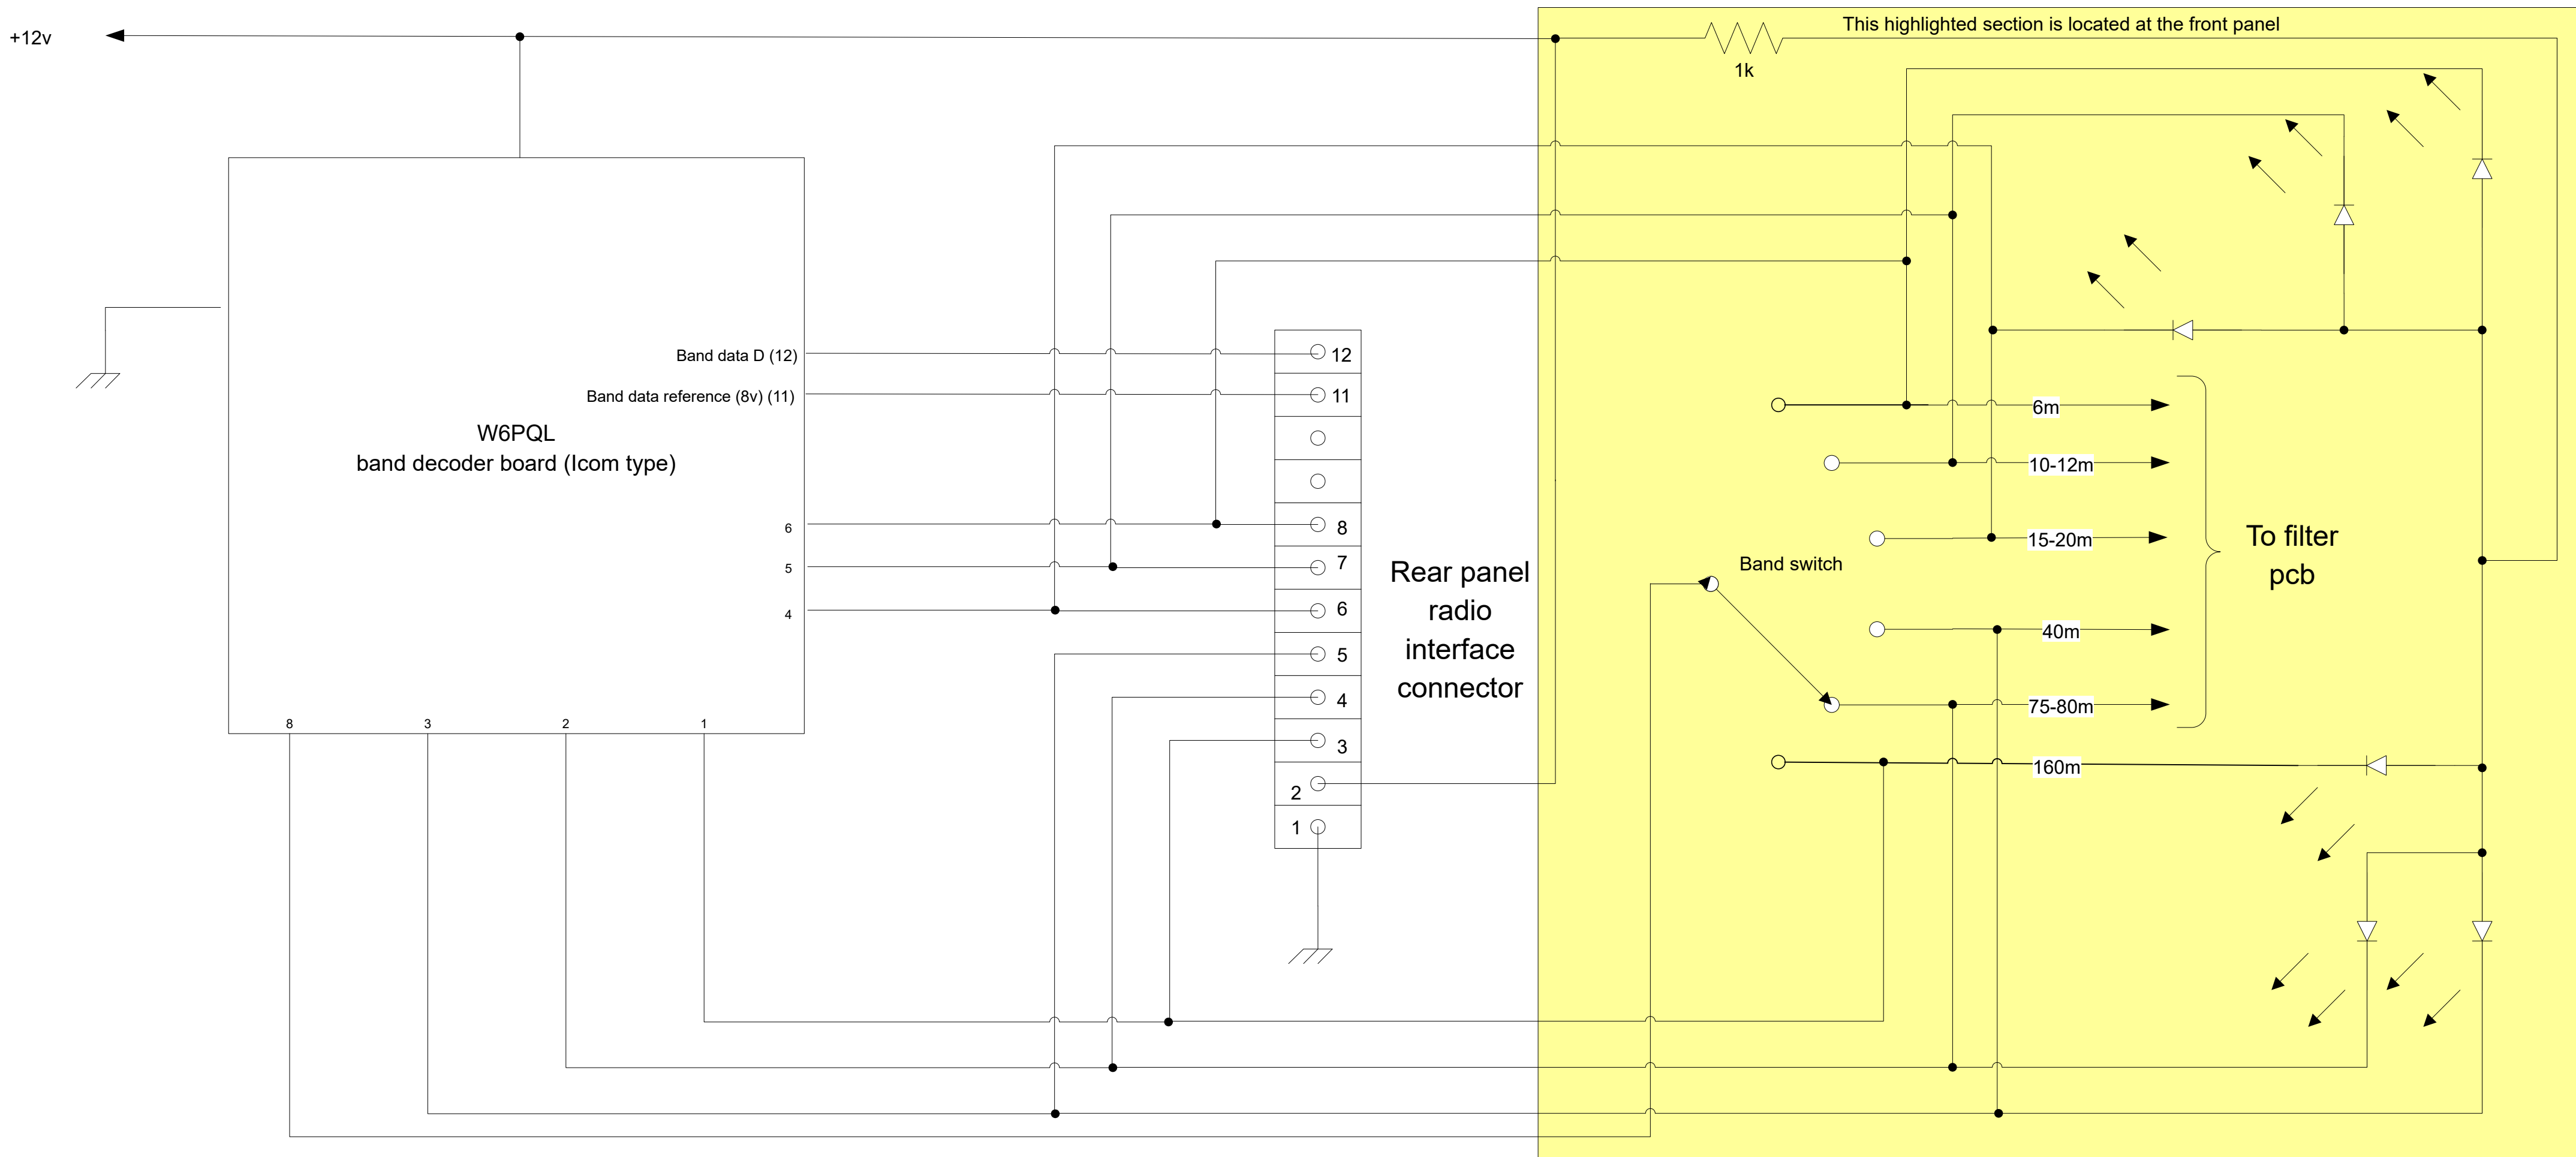 This highlighted section is located at the front panel
+12v
1k
Band data D (12)
Band data reference (8v) (11)
W6PQL
band decoder board (Icom type)
6
5
4
8
3
2
1
12
11
8
7
6
5
4
3
2
1
Rear panel
radio
interface
connector
Band switch
6m
10-12m
15-20m
40m
75-80m
160m
To filter
pcb